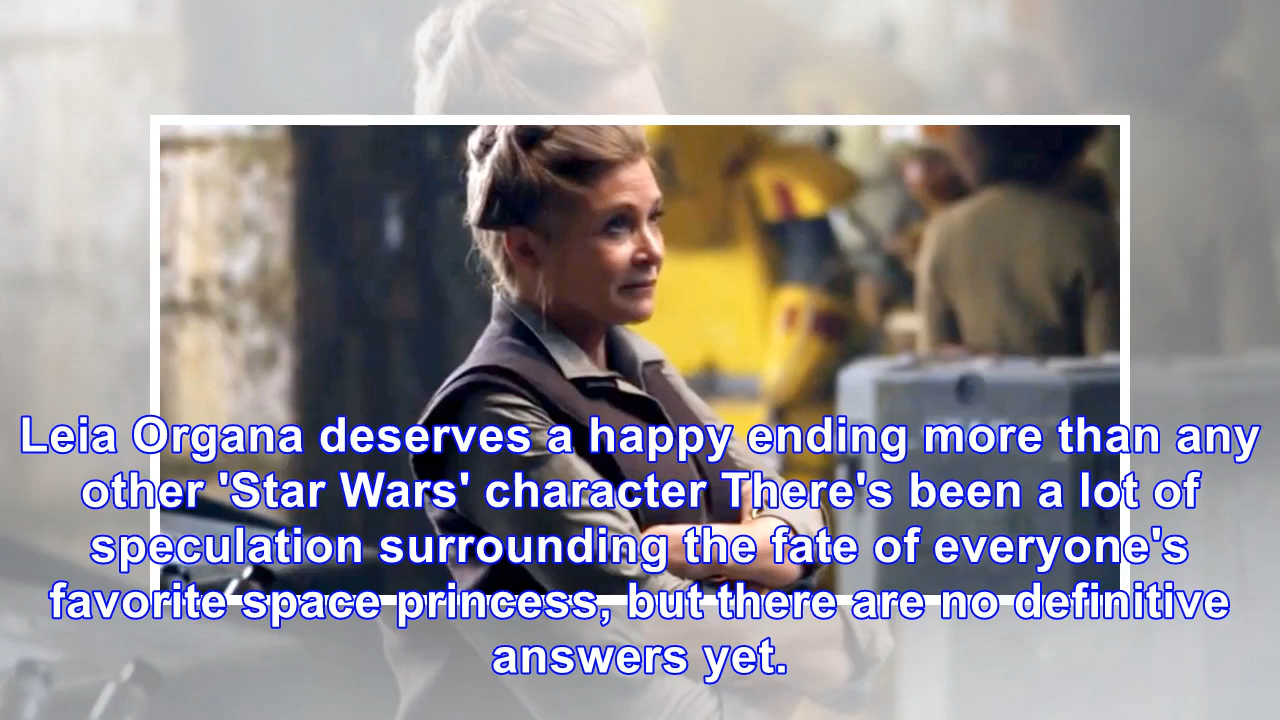 Leia Organa deserves a happy ending more than any
other 'Star Wars' character There's been a lot of
speculation surrounding the fate of everyone's
favorite space princess, but there are no definitive
answers yet.